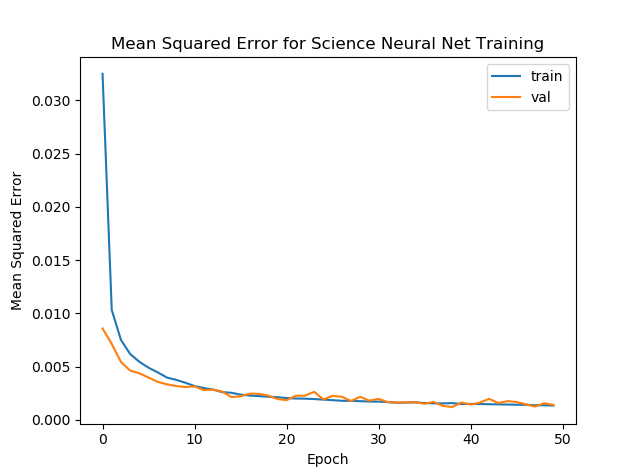 Mean Squared Error for Science Neural Net Training
train
val
0.030
0.025
0.020
0.015
0.010
0.005
0.000
Mean Squared Error
0 10 20 30 40 50
Epoch